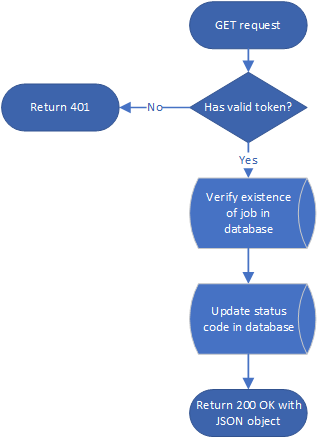 GET request
Has valid token?
No
Return 401
Yes
Verify existence
of job in
database
Update status
code in database
Return 200 OK with
JSON object